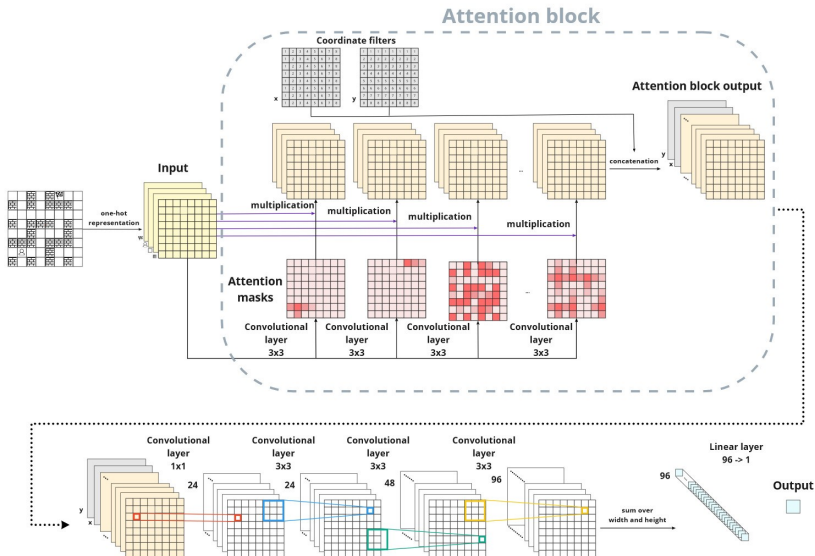 Attention block
Coordinate filters
x
y
Attention block output
y
x
concatenation
Input
one-hot
representation
multiplication
multiplication
multiplication
multiplication
...
Attention
masks
...
Convolutional
layer
3x3
Convolutional
layer
3x3
Convolutional
layer
3x3
Convolutional
layer
3x3
Convolutional
layer
1x1
Convolutional
layer
3x3
Convolutional
layer
3x3
Convolutional
layer
3x3
24
24
48
96
y
x
sum over
width and height
96
Linear layer
96 -> 1
Output